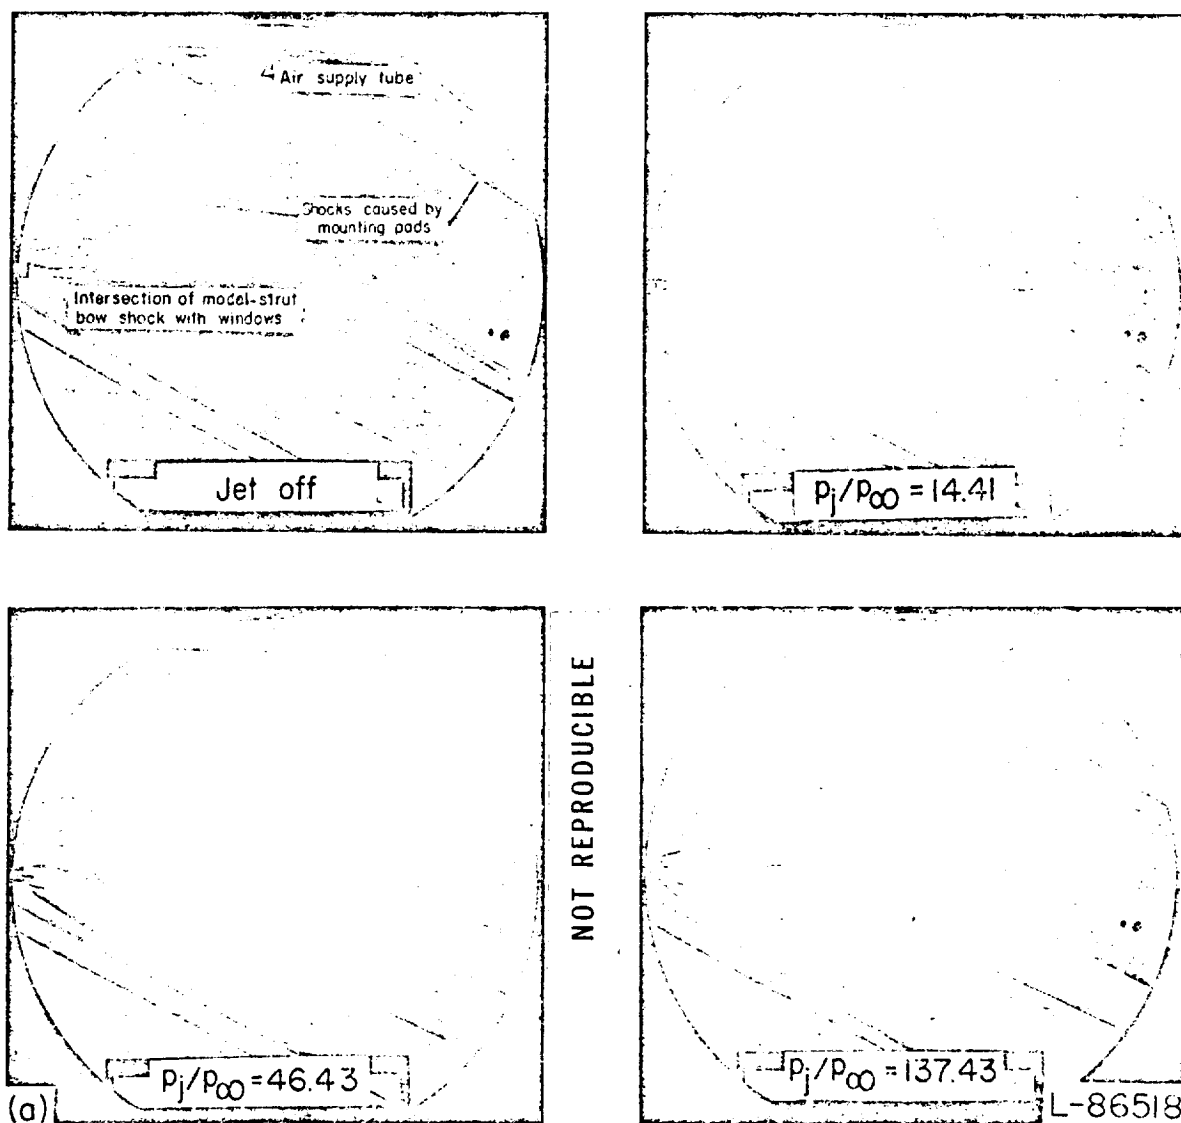 Air supply tube
Shocks caused by
mounting pads
Intersection of model-strut
bow shock with windows
Jet off
pj/p∞ = 14.41
NOT REPRODUCIBLE
pj/p∞ = 46.43
(a)
pj/p∞ = 137.43
L-86518